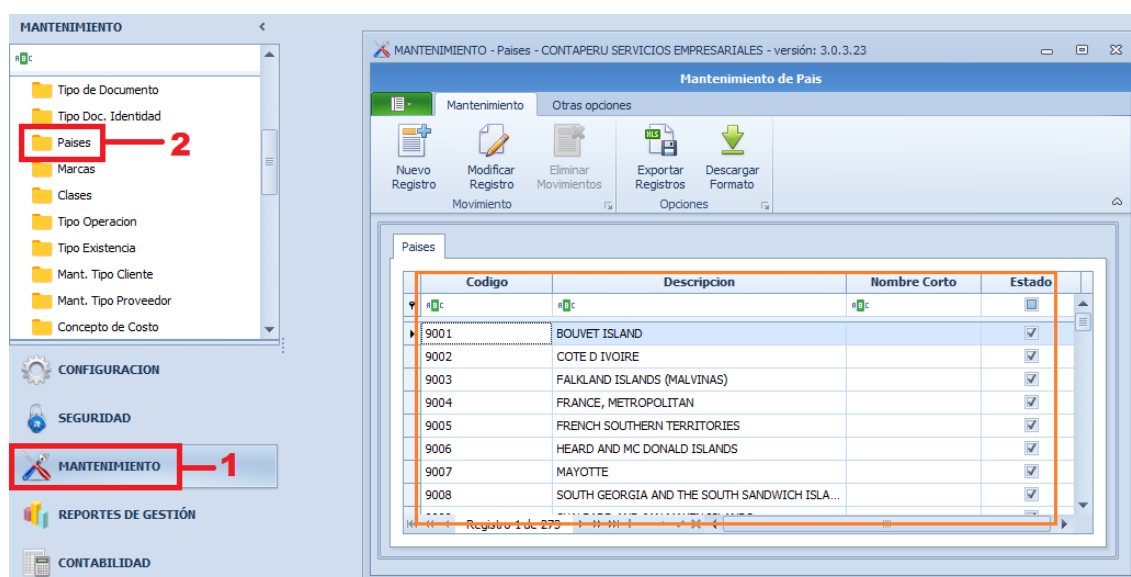 MANTENIMIENTO
Tipo de Documento
Tipo Doc. Identidad
Paises
2
Marcas
Clases
Tipo Operacion
Tipo Existencia
Mant. Tipo Cliente
Mant. Tipo Proveedor
Concepto de Costo
CONFIGURACION
SEGURIDAD
MANTENIMIENTO
1
REPORTES DE GESTIÓN
CONTABILIDAD
MANTENIMIENTO - Paises - CONTAPERU SERVICIOS EMPRESARIALES - versión: 3.0.3.23
Mantenimiento de Pais
Mantenimiento Otras opciones
Nuevo Registro Modificar Registro Eliminar Movimientos XLS Exportar Registros Descargar Formato
Movimiento Opciones
Paises
Codigo Descripcion Nombre Corto Estado
9001 BOUVET ISLAND
9002 COTE D IVOIRE
9003 FALKLAND ISLANDS (MALVINAS)
9004 FRANCE, METROPOLITAN
9005 FRENCH SOUTHERN TERRITORIES
9006 HEARD AND MC DONALD ISLANDS
9007 MAYOTTE
9008 SOUTH GEORGIA AND THE SOUTH SANDWICH ISLA...
Registro 1 de 273